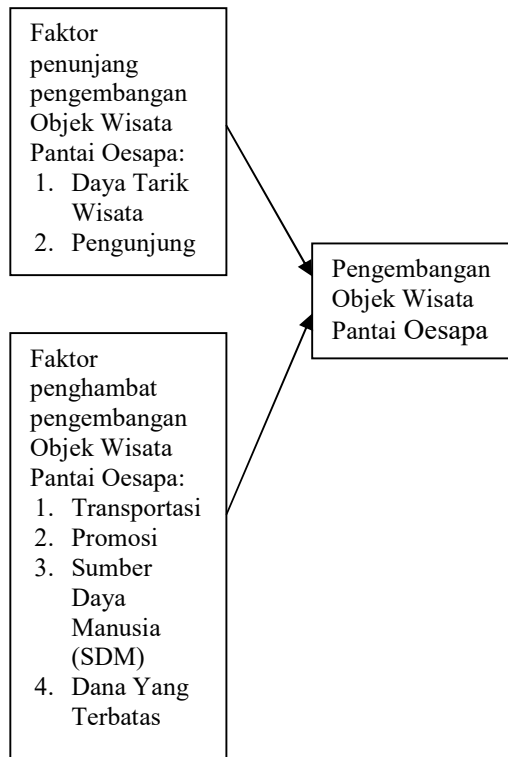 Faktor
penunjang
pengembangan
Objek Wisata
Pantai Oesapa:
1. Daya Tarik
Wisata
2. Pengunjung
Pengembangan
Objek Wisata
Pantai Oesapa
Faktor
penghambat
pengembangan
Objek Wisata
Pantai Oesapa:
1. Transportasi
2. Promosi
3. Sumber
Daya
Manusia
(SDM)
4. Dana Yang
Terbatas